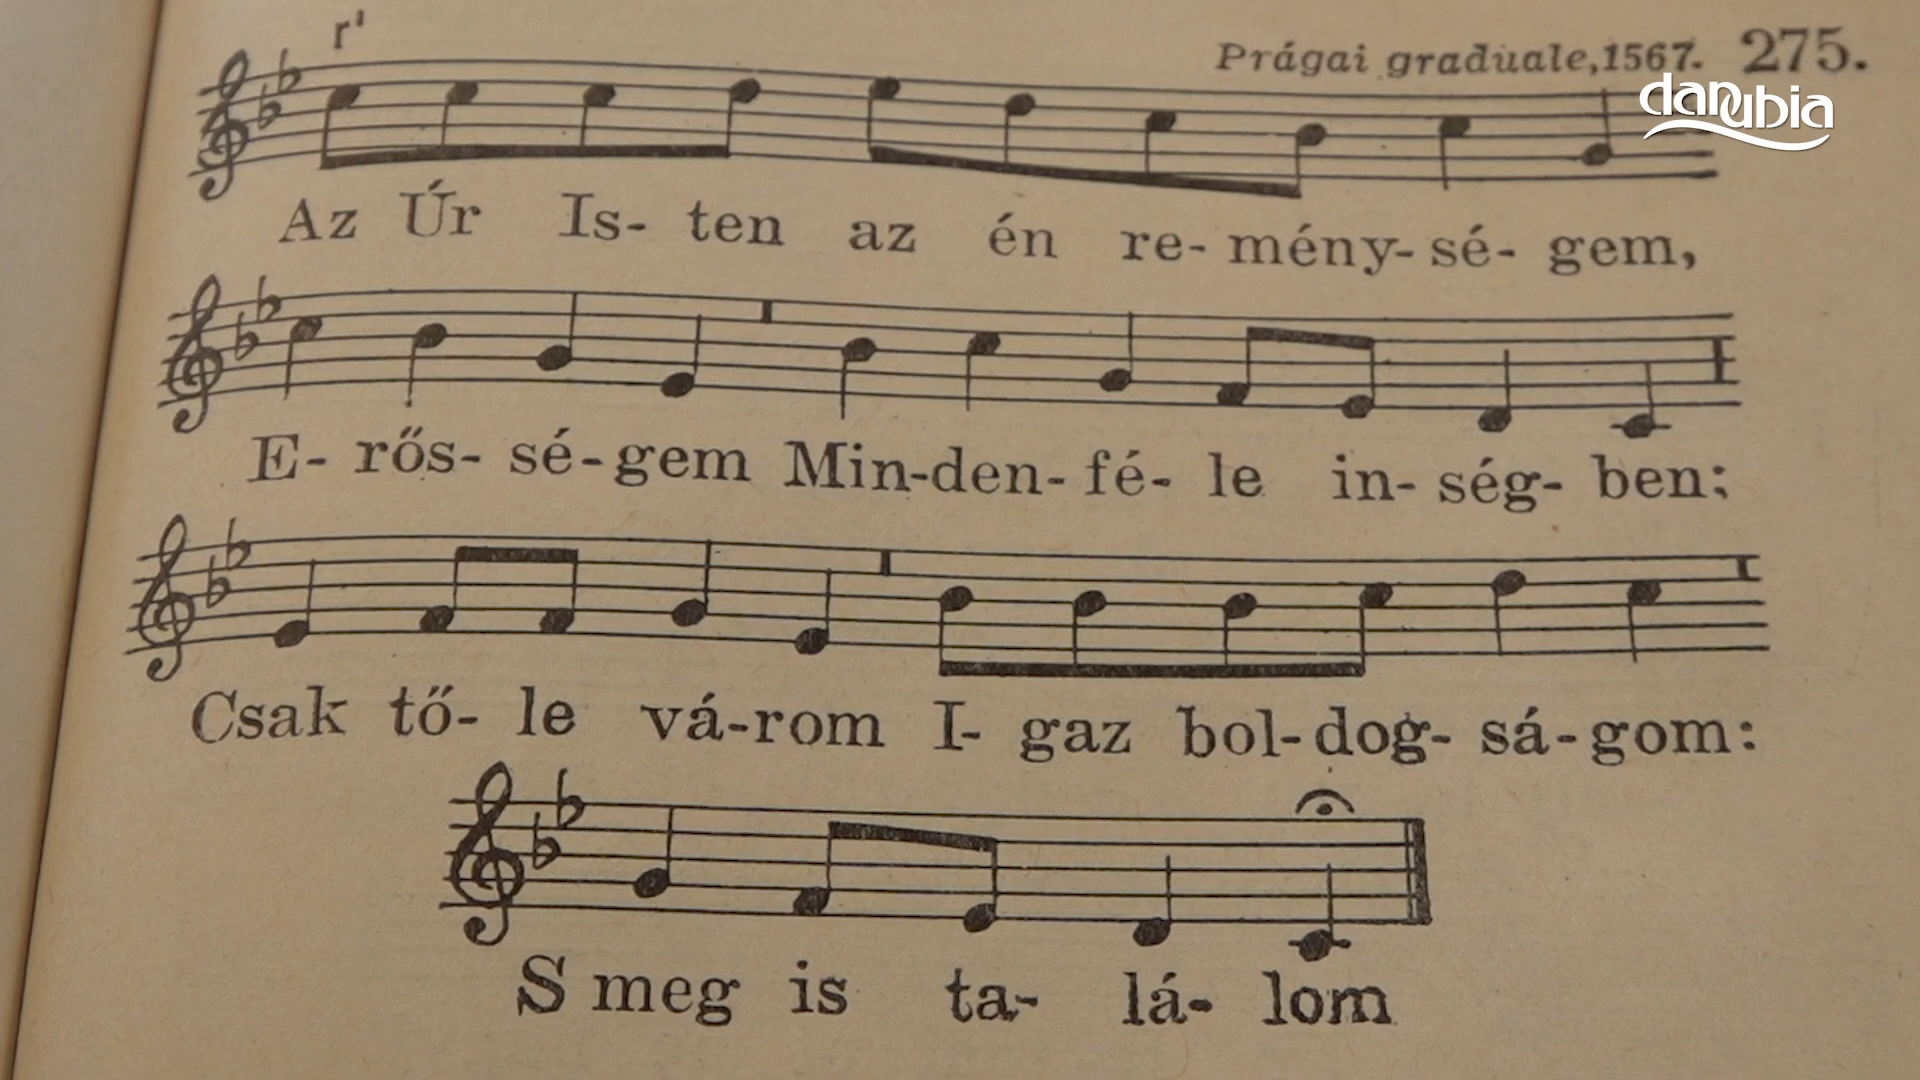 r'
Prágai graduale,1567. 275.
danubia
Az Úr Is- ten az én re- mény- sé- gem,
E- rős- sé- gem Min-den- fé- le in- ség- ben;
Csak tő- le vá-rom I- gaz bol-dog- sá-gom:
S meg is ta- lá- lom